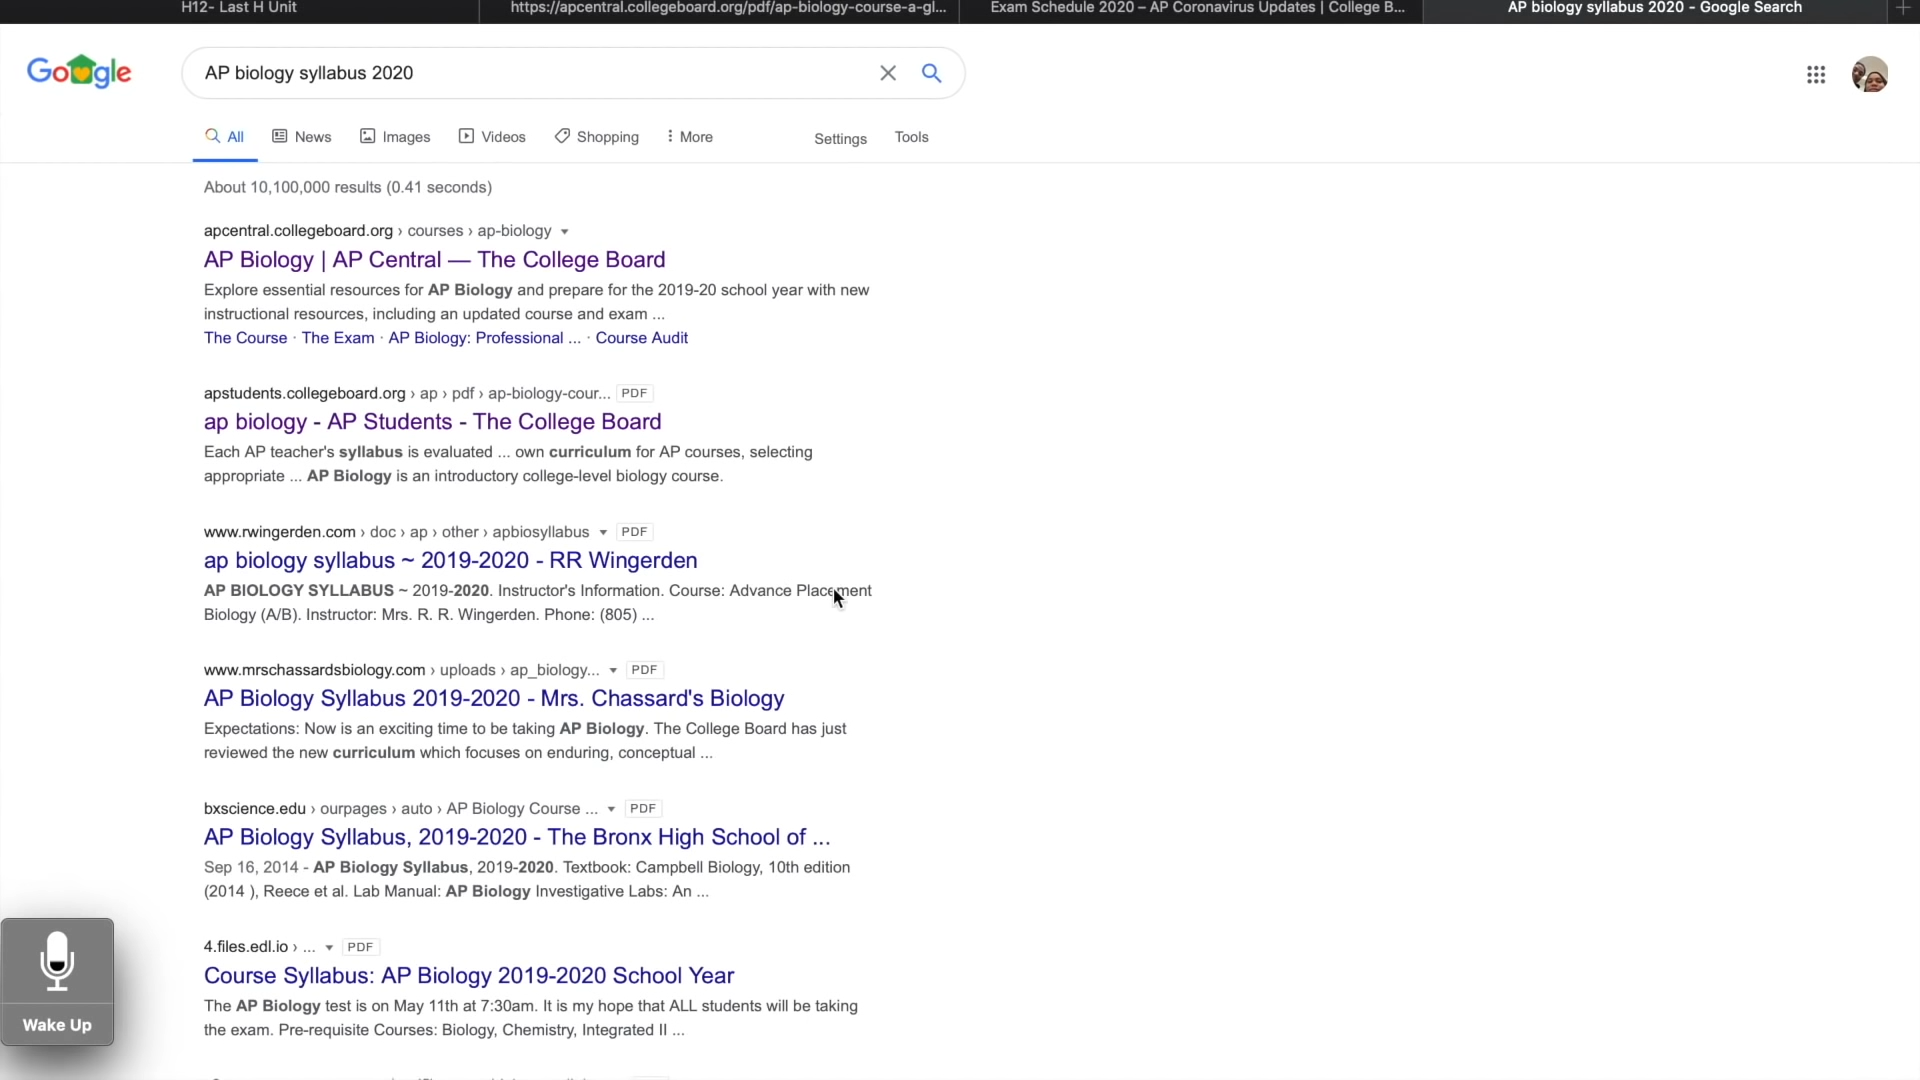 H12- Last H Unit
https://apcentral.collegeboard.org/pdf/ap-biology-course-a-gl...
Exam Schedule 2020 – AP Coronavirus Updates | College B...
AP biology syllabus 2020 - Google Search
Google
AP biology syllabus 2020
All
News
Images
Videos
Shopping
More
Settings
Tools
About 10,100,000 results (0.41 seconds)
apcentral.collegeboard.org › courses › ap-biology
AP Biology | AP Central — The College Board
Explore essential resources for AP Biology and prepare for the 2019-20 school year with new
instructional resources, including an updated course and exam ...
The Course · The Exam · AP Biology: Professional ... · Course Audit
apstudents.collegeboard.org › ap › pdf › ap-biology-cour... PDF
ap biology - AP Students - The College Board
Each AP teacher's syllabus is evaluated ... own curriculum for AP courses, selecting
appropriate ... AP Biology is an introductory college-level biology course.
www.rwingerden.com › doc › ap › other › apbiosyllabus PDF
ap biology syllabus ~ 2019-2020 - RR Wingerden
AP BIOLOGY SYLLABUS ~ 2019-2020. Instructor's Information. Course: Advance Placement
Biology (A/B). Instructor: Mrs. R. R. Wingerden. Phone: (805) ...
www.mrschassardsbiology.com › uploads › ap_biology... PDF
AP Biology Syllabus 2019-2020 - Mrs. Chassard's Biology
Expectations: Now is an exciting time to be taking AP Biology. The College Board has just
reviewed the new curriculum which focuses on enduring, conceptual ...
bxscience.edu › ourpages › auto › AP Biology Course ... PDF
AP Biology Syllabus, 2019-2020 - The Bronx High School of ...
Sep 16, 2014 - AP Biology Syllabus, 2019-2020. Textbook: Campbell Biology, 10th edition
(2014 ), Reece et al. Lab Manual: AP Biology Investigative Labs: An ...
4.files.edl.io › ... PDF
Course Syllabus: AP Biology 2019-2020 School Year
The AP Biology test is on May 11th at 7:30am. It is my hope that ALL students will be taking
the exam. Pre-requisite Courses: Biology, Chemistry, Integrated II ...
Wake Up